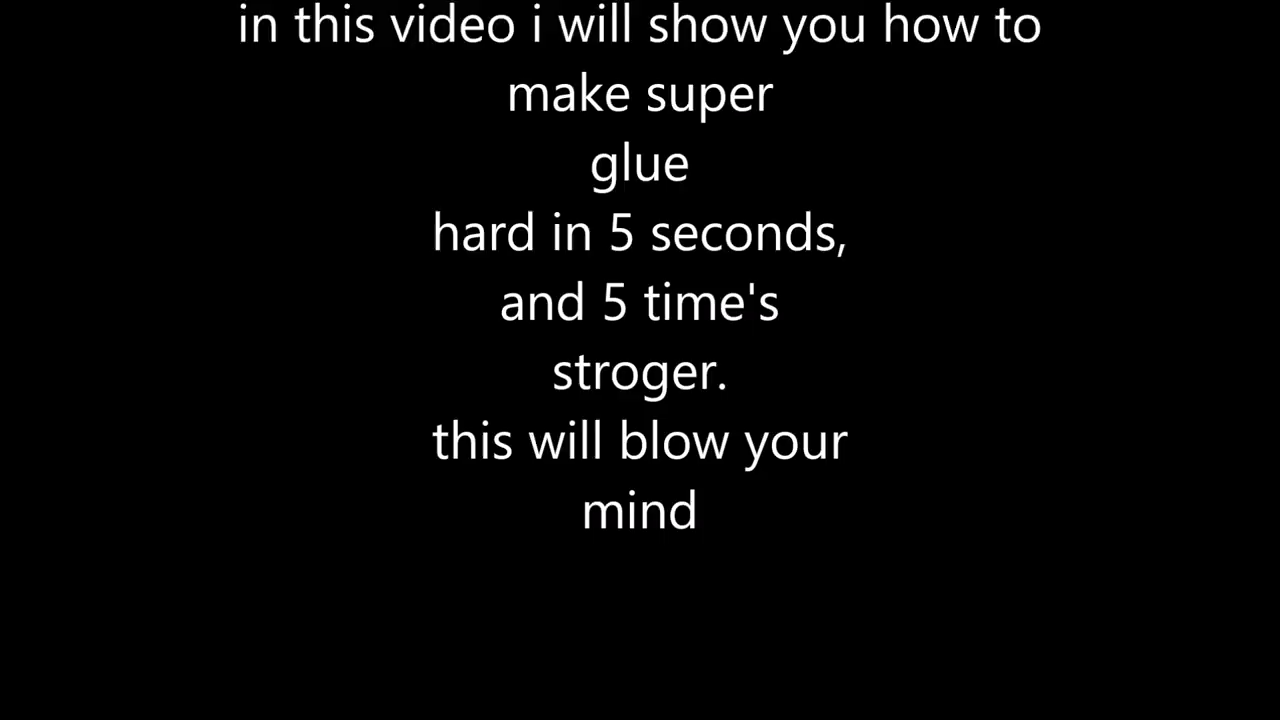 in this video i will show you how to
make super
glue
hard in 5 seconds,
and 5 time's
stroger.
this will blow your
mind